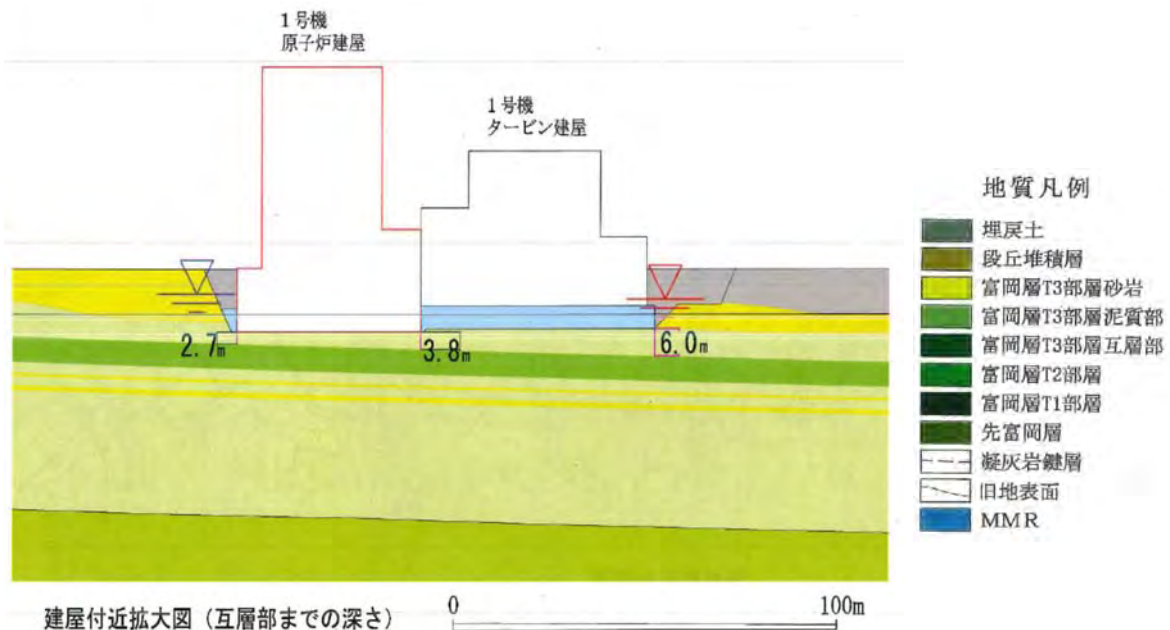 1号機
原子炉建屋
1号機
タービン建屋
2.7m
3.8m
6.0m
地質凡例
埋戻土
段丘堆積層
富岡層T3部層砂岩
富岡層T3部層泥質部
富岡層T3部層互層部
富岡層T2部層
富岡層T1部層
先富岡層
凝灰岩鍵層
旧地表面
MMR
建屋付近拡大図(互層部までの深さ)
0
100m